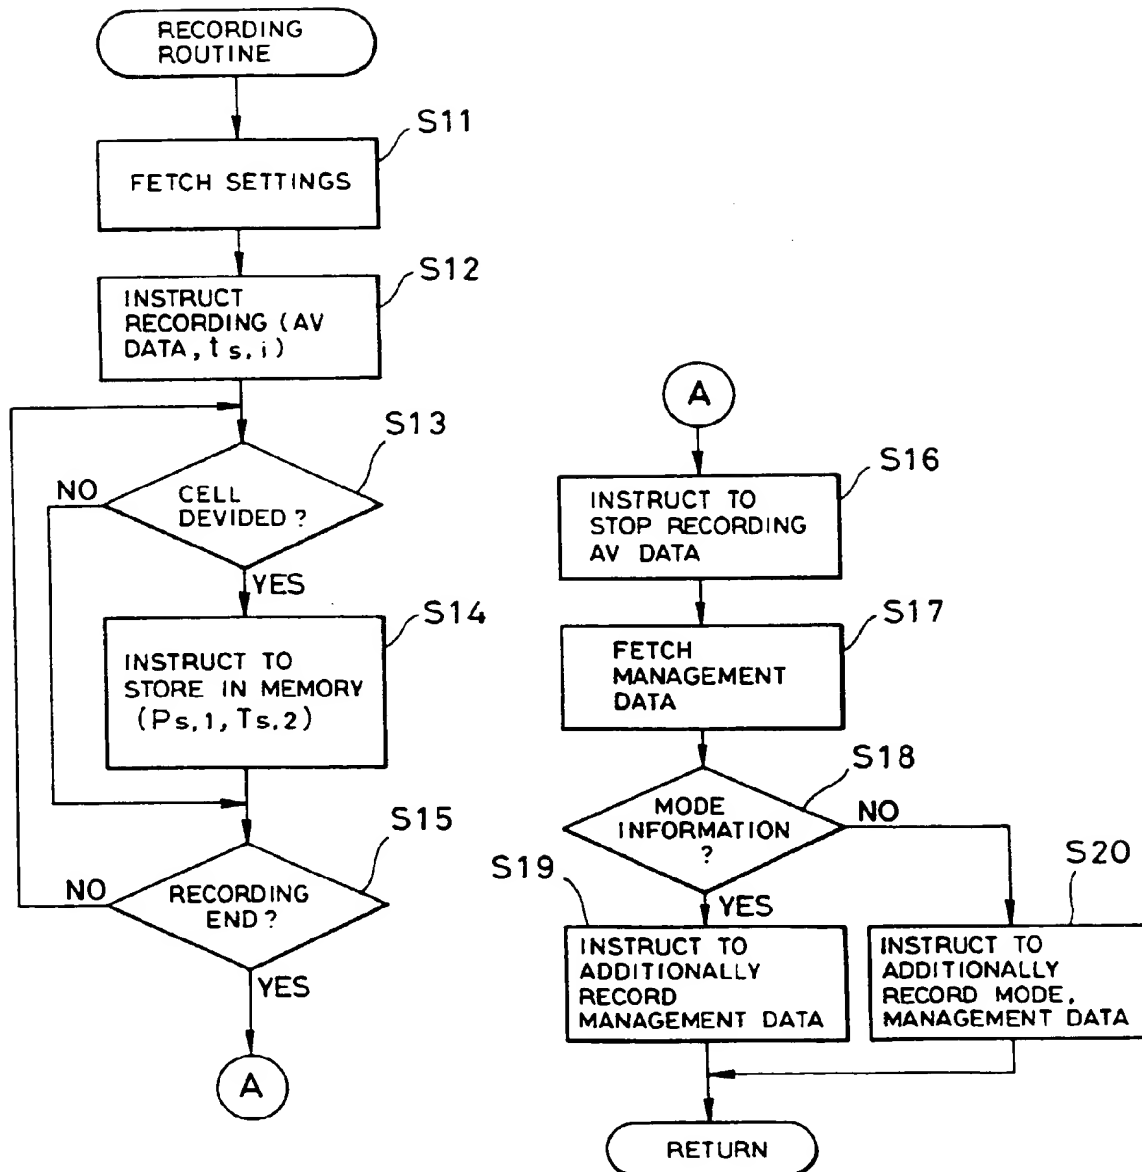 RECORDING
ROUTINE
S11
FETCH SETTINGS
S12
INSTRUCT
RECORDING (AV
DATA, ts,i)
S13
NO
CELL
DEVIDED?
YES
S14
INSTRUCT TO
STORE IN MEMORY
(Ps,1, Ts,2)
S15
NO
RECORDING
END?
YES
A
A
S16
INSTRUCT TO
STOP RECORDING
AV DATA
S17
FETCH
MANAGEMENT
DATA
S18
MODE
INFORMATION
?
NO
S19
YES
INSTRUCT TO
ADDITIONALLY
RECORD
MANAGEMENT DATA
S20
INSTRUCT TO
ADDITIONALLY
RECORD MODE,
MANAGEMENT DATA
RETURN